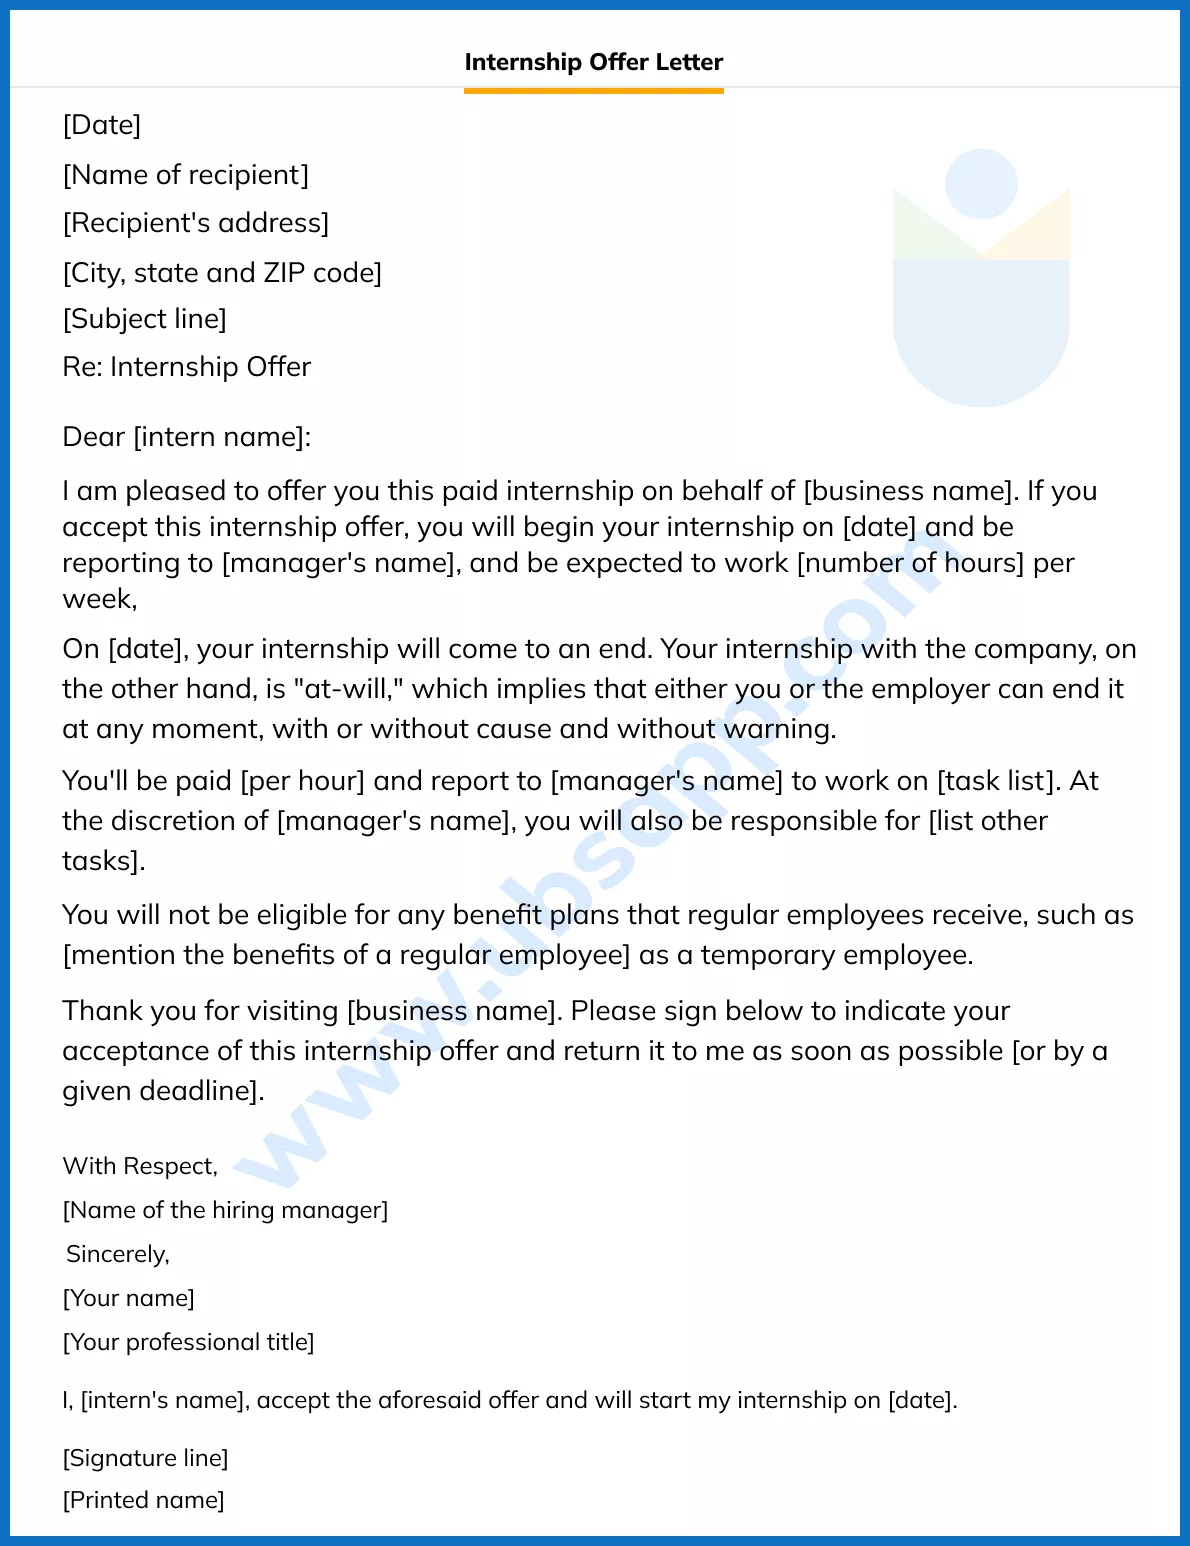 Internship Offer Letter
[Date]
[Name of recipient]
[Recipient's address]
[City, state and ZIP code]
[Subject line]
Re: Internship Offer
Dear [intern name]:
I am pleased to offer you this paid internship on behalf of [business name]. If you
accept this internship offer, you will begin your internship on [date] and be
reporting to [manager's name], and be expected to work [number of hours] per
week,
On [date], your internship will come to an end. Your internship with the company, on
the other hand, is "at-will," which implies that either you or the employer can end it
at any moment, with or without cause and without warning.
You'll be paid [per hour] and report to [manager's name] to work on [task list]. At
the discretion of [manager's name], you will also be responsible for [list other
tasks].
You will not be eligible for any benefit plans that regular employees receive, such as
[mention the benefits of a regular employee] as a temporary employee.
Thank you for visiting [business name]. Please sign below to indicate your
acceptance of this internship offer and return it to me as soon as possible [or by a
given deadline].
With Respect,
[Name of the hiring manager]
Sincerely,
[Your name]
[Your professional title]
I, [intern's name], accept the aforesaid offer and will start my internship on [date].
[Signature line]
[Printed name]
www.ubsapp.com